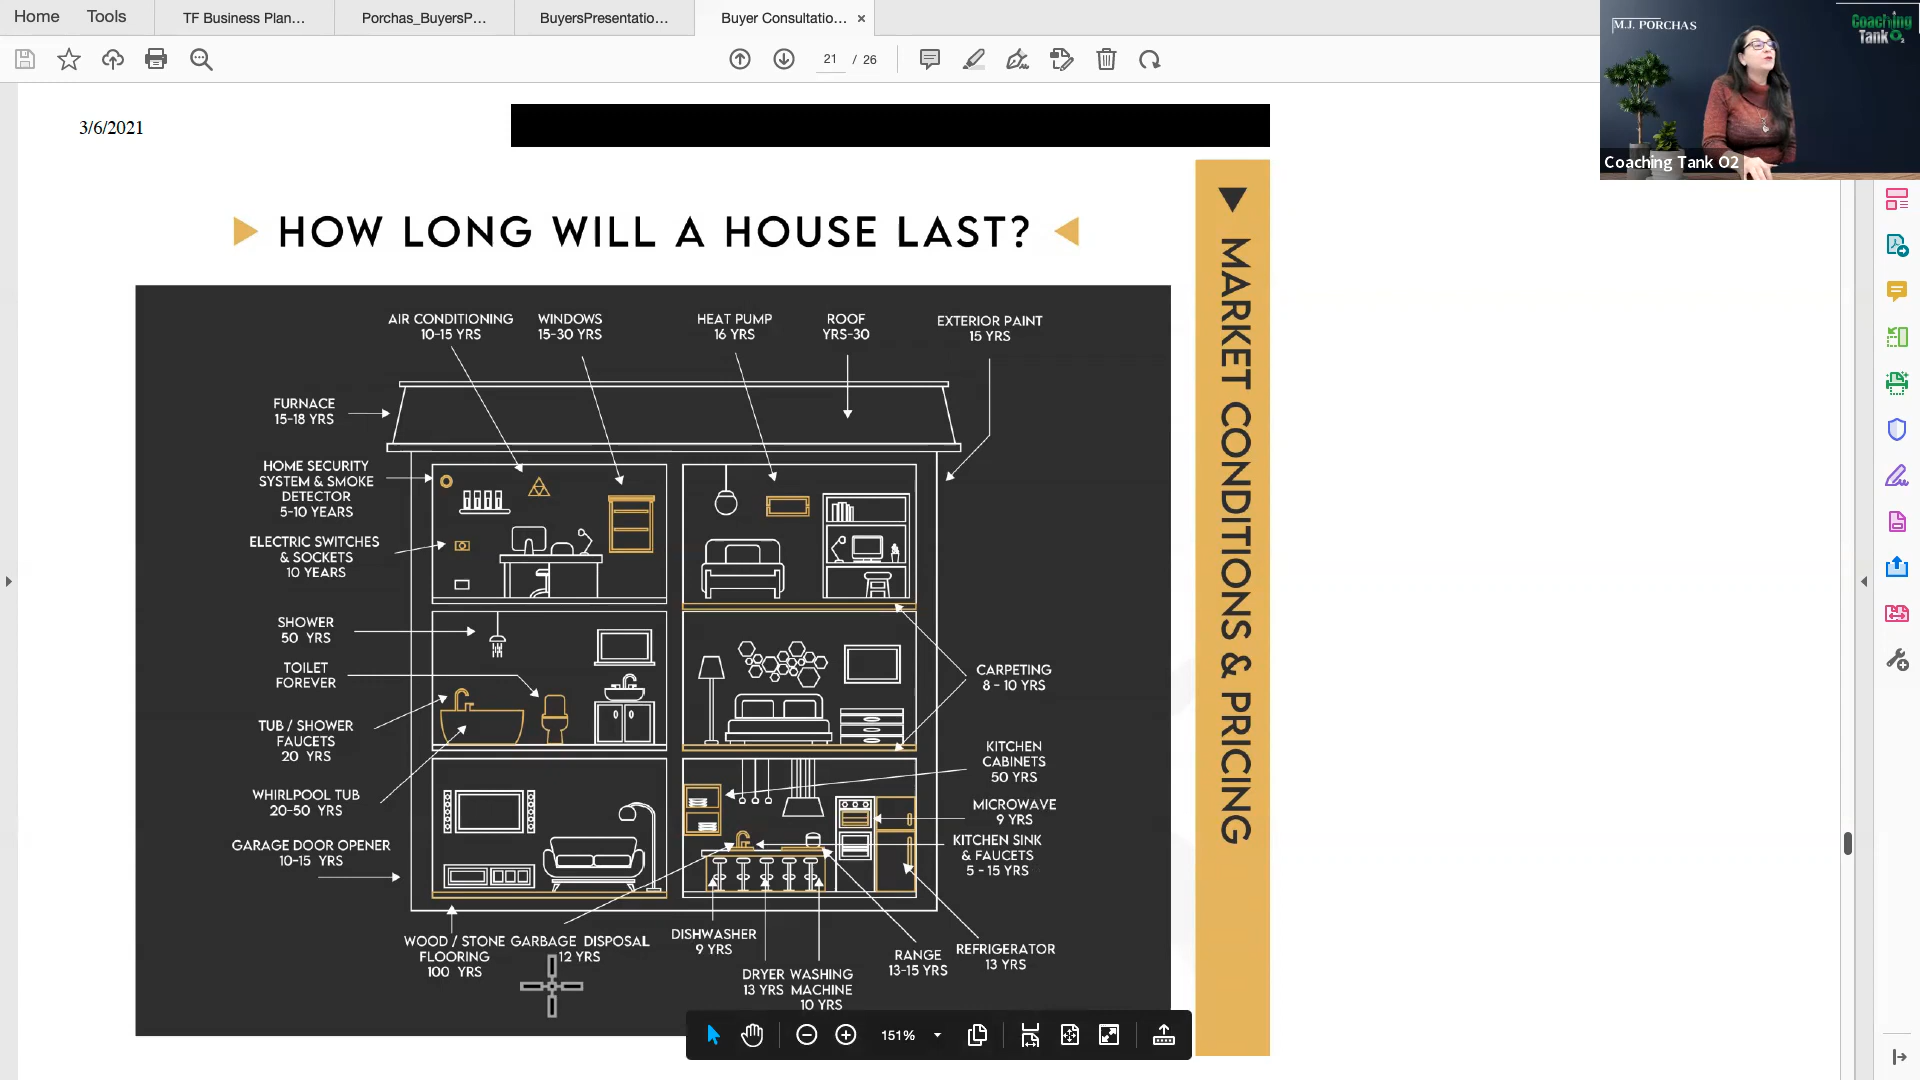 Home
Tools
TF Business Plan...
Porchas_BuyersP...
BuyersPresentatio...
Buyer Consultatio...
21 / 26
M.J. PORCHAS
Coaching
Tank O2
Coaching Tank O2
3/6/2021
HOW LONG WILL A HOUSE LAST?
MARKET CONDITIONS & PRICING
AIR CONDITIONING
10-15 YRS
WINDOWS
15-30 YRS
HEAT PUMP
16 YRS
ROOF
YRS-30
EXTERIOR PAINT
15 YRS
FURNACE
15-18 YRS
HOME SECURITY
SYSTEM & SMOKE
DETECTOR
5-10 YEARS
ELECTRIC SWITCHES
& SOCKETS
10 YEARS
SHOWER
50 YRS
TOILET
FOREVER
TUB / SHOWER
FAUCETS
20 YRS
WHIRLPOOL TUB
20-50 YRS
GARAGE DOOR OPENER
10-15 YRS
CARPETING
8 - 10 YRS
KITCHEN
CABINETS
50 YRS
MICROWAVE
9 YRS
KITCHEN SINK
& FAUCETS
5 - 15 YRS
WOOD / STONE
FLOORING
100 YRS
GARBAGE DISPOSAL
12 YRS
DISHWASHER
9 YRS
DRYER
13 YRS
WASHING
MACHINE
10 YRS
RANGE
13-15 YRS
REFRIGERATOR
13 YRS
151%